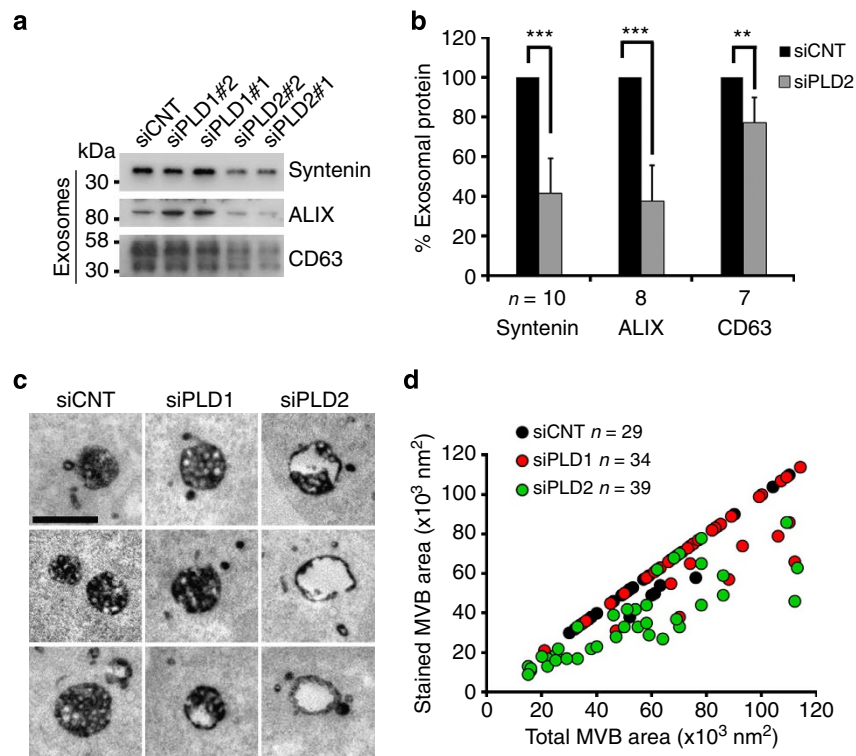 a
siCNT
siPLD1#2
siPLD1#1
siPLD2#2
siPLD2#1
kDa
Exosomes
30
Syntenin
80
ALIX
58
30
CD63
b
% Exosomal protein
120
100
80
60
40
20
0
***
***
**
siCNT
siPLD2
n = 10
8
7
Syntenin
ALIX
CD63
c
siCNT
siPLD1
siPLD2
d
siCNT n = 29
siPLD1 n = 34
siPLD2 n = 39
Stained MVB area (x10³ nm²)
120
100
80
60
40
20
0
0
20
40
60
80
100
120
Total MVB area (x10³ nm²)